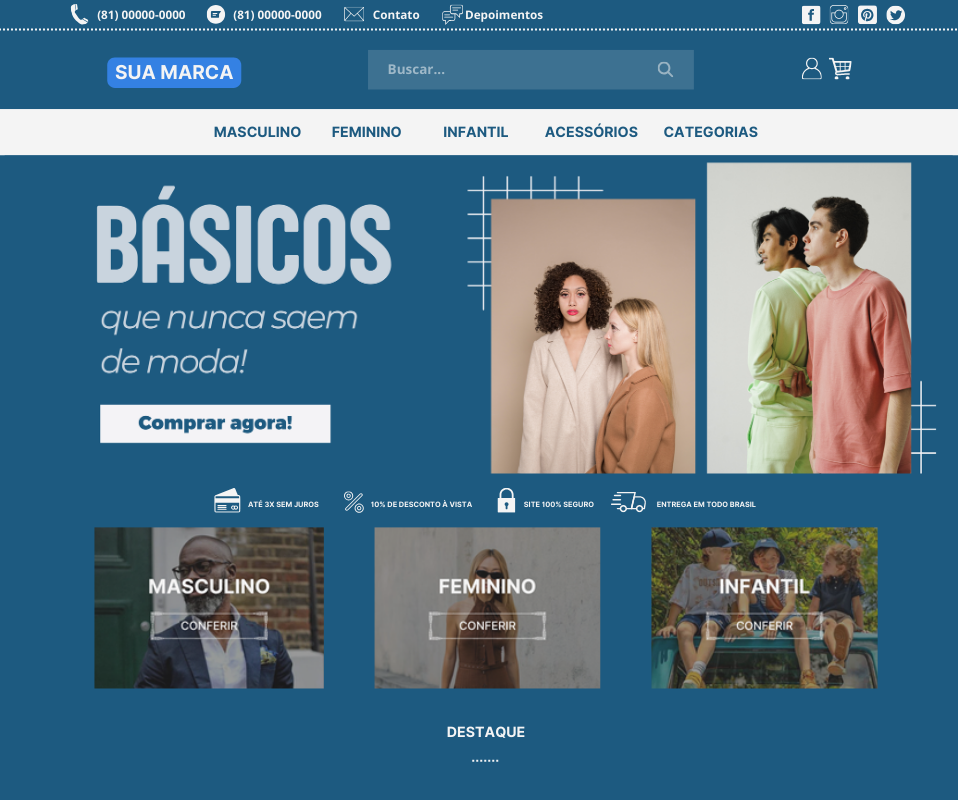 (81) 00000-0000 (81) 00000-0000 Contato Depoimentos
SUA MARCA
Buscar...
MASCULINO FEMININO INFANTIL ACESSÓRIOS CATEGORIAS
BÁSICOS
que nunca saem
de moda!
Comprar agora!
ATÉ 3X SEM JUROS 10% DE DESCONTO À VISTA SITE 100% SEGURO ENTREGA EM TODO BRASIL
MASCULINO FEMININO INFANTIL
CONFERIR CONFERIR CONFERIR
DESTAQUE
.......